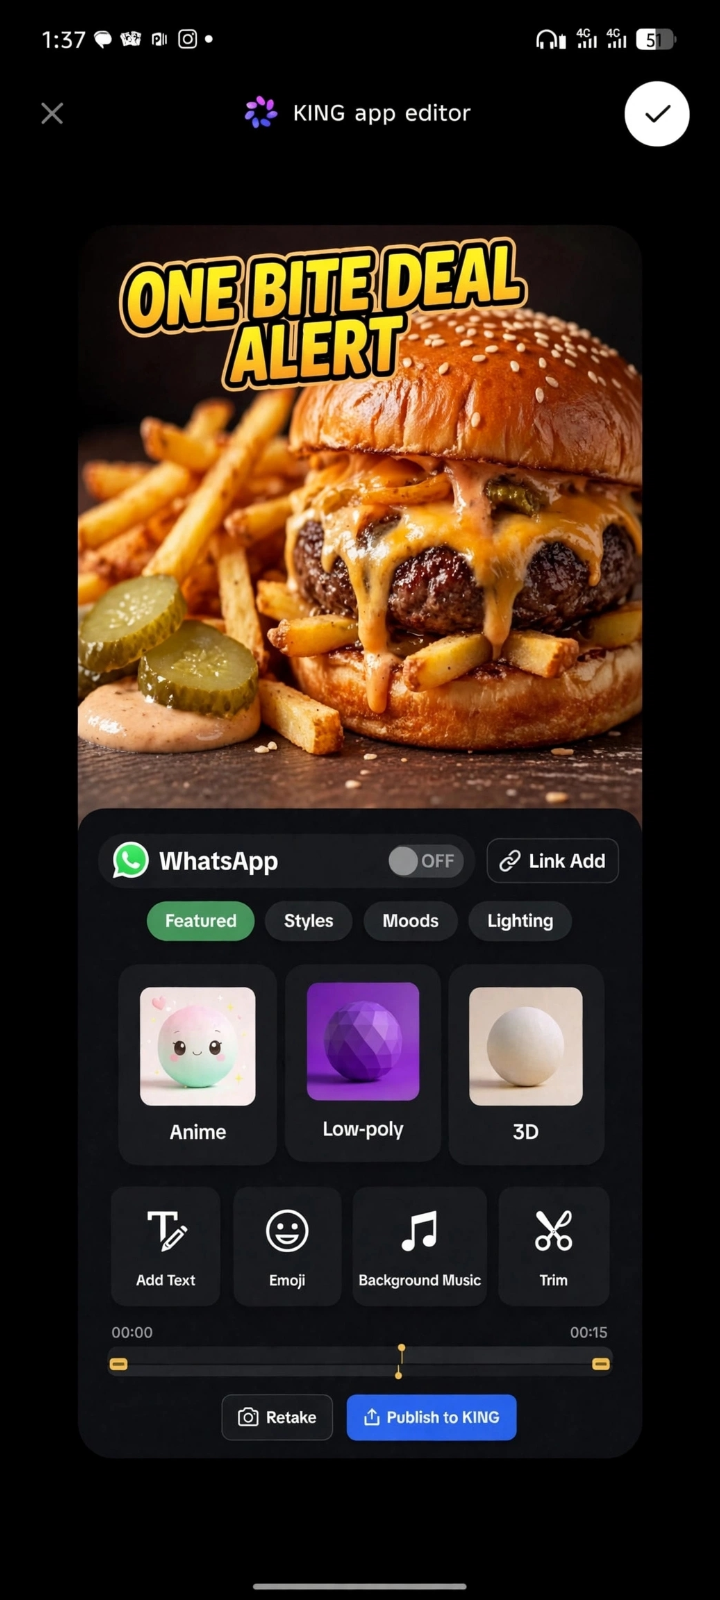 1:37
4G 4G 51
KING app editor
ONE BITE DEAL
ALERT
WhatsApp OFF Link Add
Featured Styles Moods Lighting
Anime Low-poly 3D
Add Text Emoji Background Music Trim
00:00 00:15
Retake Publish to KING